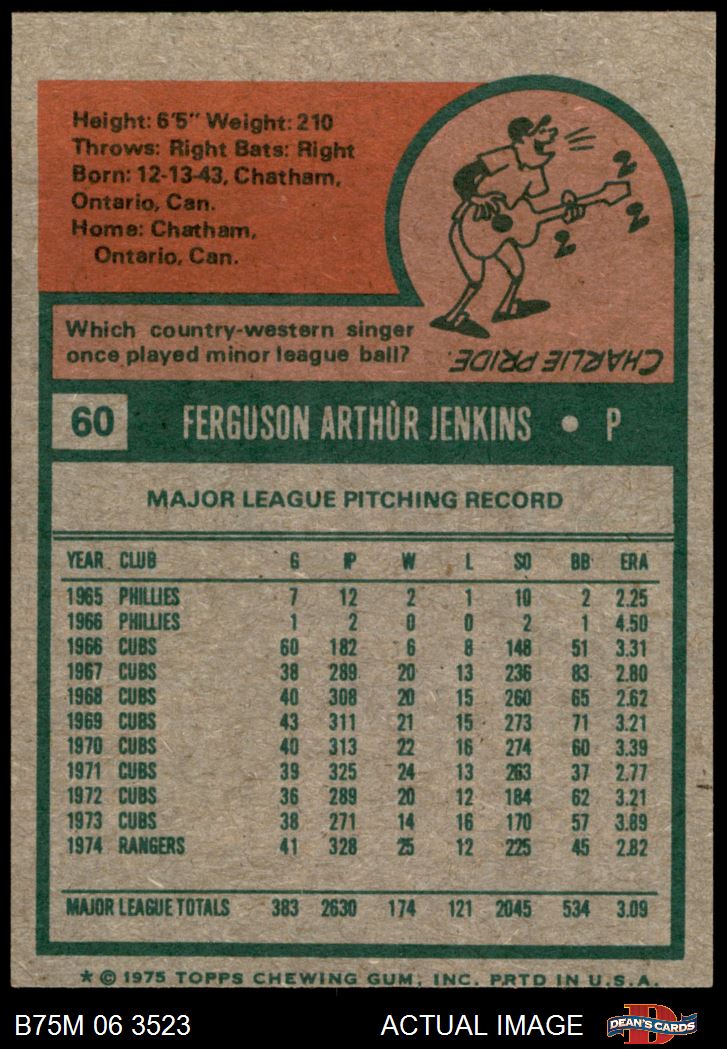 Height: 6'5" Weight: 210
Throws: Right Bats: Right
Born: 12-13-43, Chatham,
Ontario, Can.
Home: Chatham,
Ontario, Can.
Which country-western singer
once played minor league ball?
CHARLIE PRIDE.
60 FERGUSON ARTHUR JENKINS • P
MAJOR LEAGUE PITCHING RECORD
YEAR CLUB G IP W L SO BB ERA
1965 PHILLIES 7 12 2 1 10 2 2.25
1966 PHILLIES 1 2 0 0 2 1 4.50
1966 CUBS 60 182 6 8 148 51 3.31
1967 CUBS 38 289 20 13 236 83 2.80
1968 CUBS 40 308 20 15 260 65 2.62
1969 CUBS 43 311 21 15 273 71 3.21
1970 CUBS 40 313 22 16 274 60 3.39
1971 CUBS 39 325 24 13 263 37 2.77
1972 CUBS 36 289 20 12 184 62 3.21
1973 CUBS 38 271 14 16 170 57 3.89
1974 RANGERS 41 328 25 12 225 45 2.82
MAJOR LEAGUE TOTALS 383 2630 174 121 2045 534 3.09
* © 1975 TOPPS CHEWING GUM, INC. PRTD IN U.S.A.
B75M 06 3523 ACTUAL IMAGE
D
DEAN'S CARDS